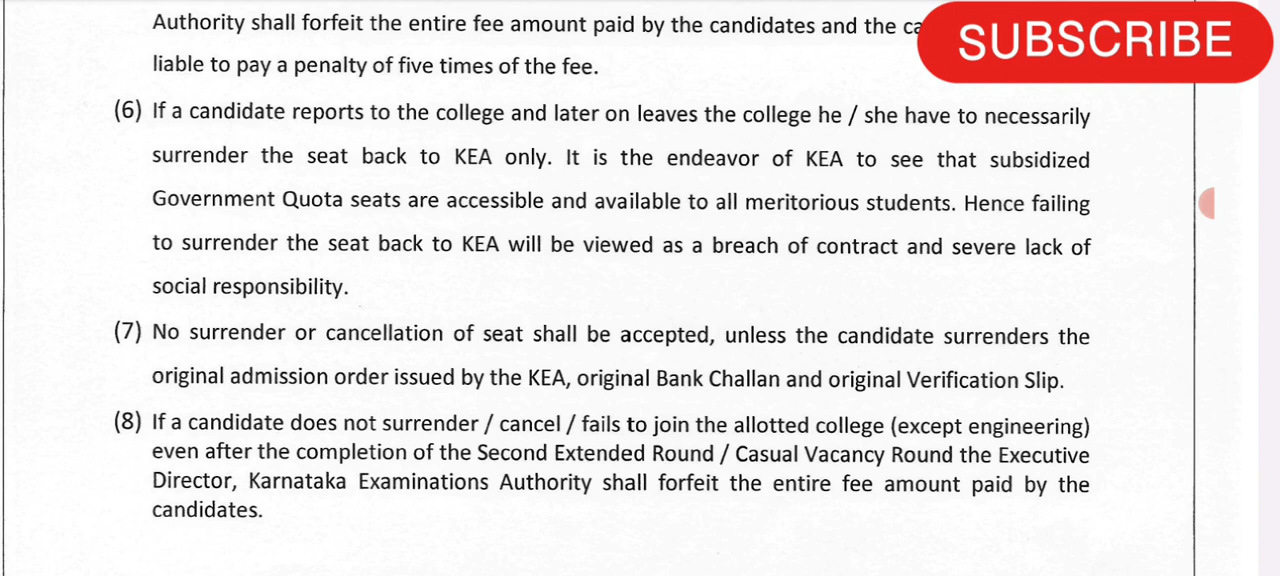 Authority shall forfeit the entire fee amount paid by the candidates and the
SUBSCRIBE
liable to pay a penalty of five times of the fee.
(6) If a candidate reports to the college and later on leaves the college he / she have to necessarily
surrender the seat back to KEA only. It is the endeavor of KEA to see that subsidized
Government Quota seats are accessible and available to all meritorious students. Hence failing
to surrender the seat back to KEA will be viewed as a breach of contract and severe lack of
social responsibility.
(7) No surrender or cancellation of seat shall be accepted, unless the candidate surrenders the
original admission order issued by the KEA, original Bank Challan and original Verification Slip.
(8) If a candidate does not surrender / cancel / fails to join the allotted college (except engineering)
even after the completion of the Second Extended Round / Casual Vacancy Round the Executive
Director, Karnataka Examinations Authority shall forfeit the entire fee amount paid by the
candidates.